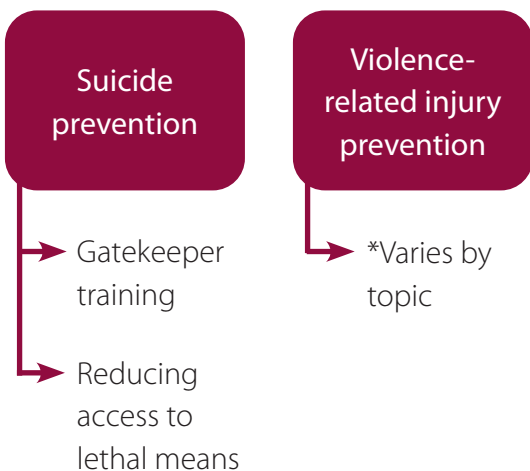 Suicide
prevention
Gatekeeper
training
Reducing
access to
lethal means
Violence-
related injury
prevention
*Varies by
topic